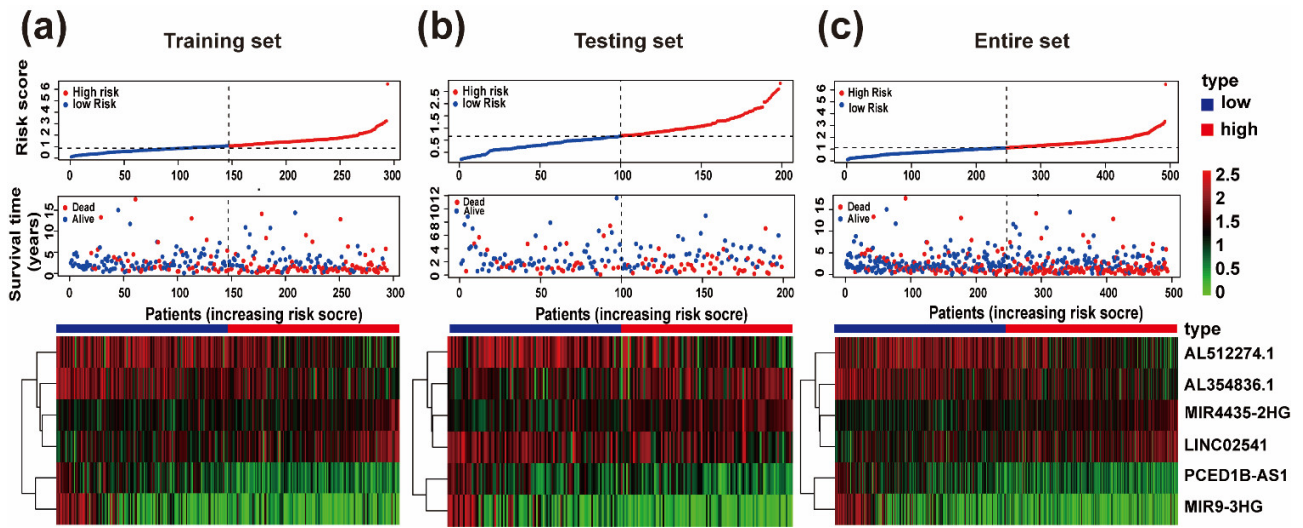 (a) Training set
(b) Testing set
(c) Entire set
Risk score
0 1 2 3 4 5 6
High risk
low Risk
0 50 100 150 200 250 300
0.5 1.5 2.5
High risk
low Risk
0 50 100 150 200
0 1 2 3 4 5 6
High Risk
low Risk
0 100 200 300 400 500
type
low
high
Survival time
(years)
0 5 10 15
Dead
Alive
0 50 100 150 200 250 300
0 2 4 6 8 10 12
Dead
Alive
0 50 100 150 200
0 5 10 15
Dead
Alive
0 100 200 300 400 500
2.5
2
1.5
1
0.5
0
Patients (increasing risk socre)
Patients (increasing risk socre)
Patients (increasing risk socre)
type
AL512274.1
AL354836.1
MIR4435-2HG
LINC02541
PCED1B-AS1
MIR9-3HG